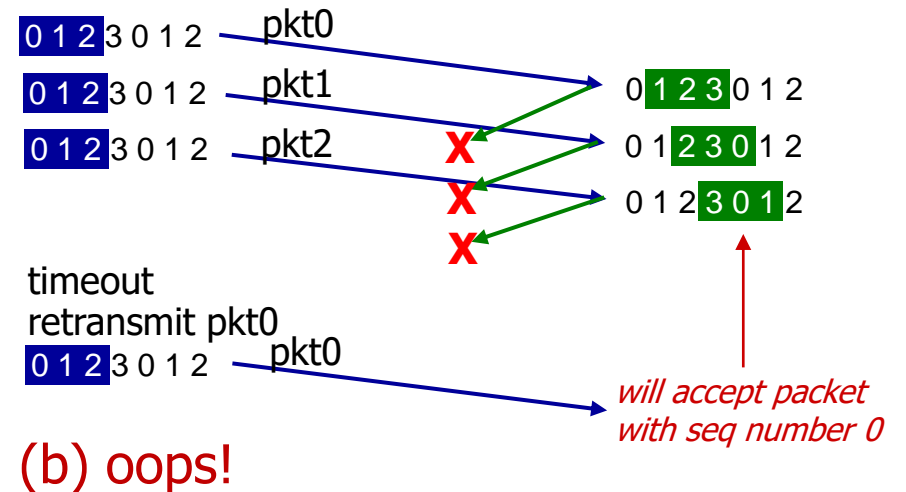 0 1 2 3 0 1 2 pkt0
0 1 2 3 0 1 2
0 1 2 3 0 1 2 pkt1
X 0 1 2 3 0 1 2
0 1 2 3 0 1 2 pkt2
X 0 1 2 3 0 1 2
X
timeout
retransmit pkt0
0 1 2 3 0 1 2 pkt0
will accept packet
with seq number 0
(b) oops!